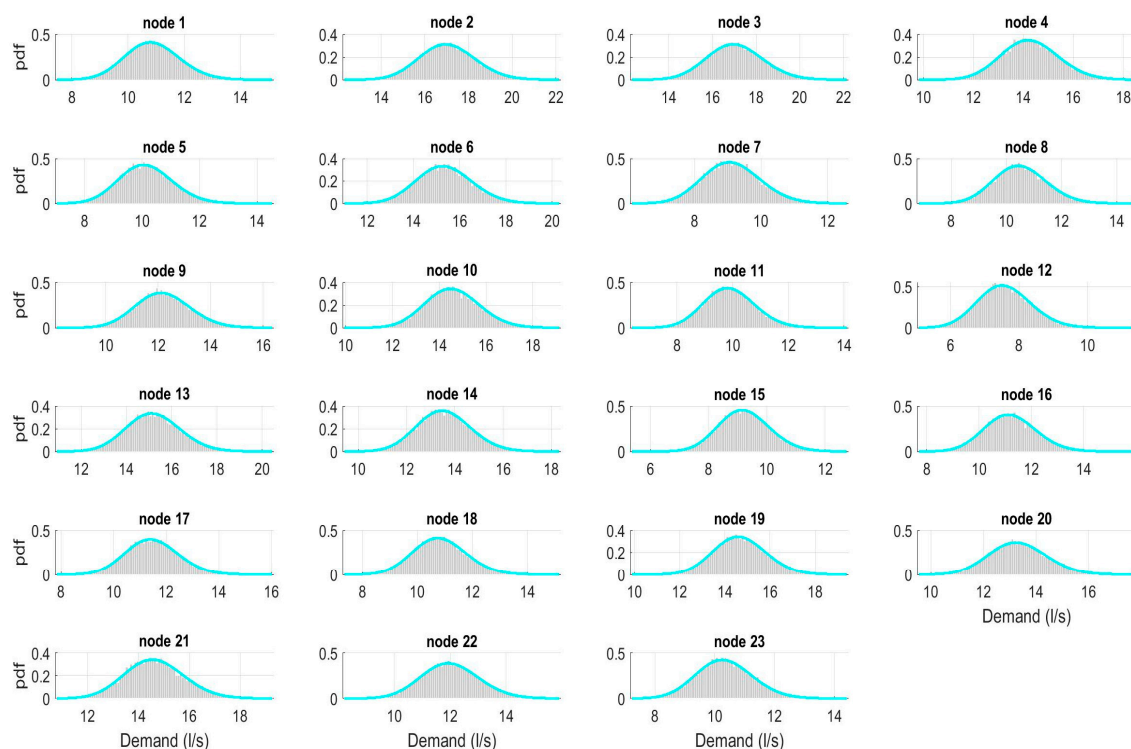 node 1
node 2
node 3
node 4
pdf
0.5
0
8 10 12 14
0.4
0.2
0
14 16 18 20 22
0.4
0.2
0
14 16 18 20 22
0.4
0.2
0
10 12 14 16 18
node 5
node 6
node 7
node 8
pdf
0.5
0
8 10 12 14
0.4
0.2
0
12 14 16 18 20
0.5
0
8 10 12
0.5
0
8 10 12 14
node 9
node 10
node 11
node 12
pdf
0.5
0
10 12 14 16
0.4
0.2
0
10 12 14 16 18
0.5
0
8 10 12 14
0.5
0
6 8 10
node 13
node 14
node 15
node 16
pdf
0.4
0.2
0
12 14 16 18 20
0.4
0.2
0
10 12 14 16 18
0.5
0
6 8 10 12
0.5
0
8 10 12 14
node 17
node 18
node 19
node 20
pdf
0.5
0
8 10 12 14 16
0.5
0
8 10 12 14
0.4
0.2
0
10 12 14 16 18
0.5
0
10 12 14 16
Demand (l/s)
node 21
node 22
node 23
pdf
0.4
0.2
0
12 14 16 18
Demand (l/s)
0.5
0
10 12 14
Demand (l/s)
0.5
0
8 10 12 14
Demand (l/s)